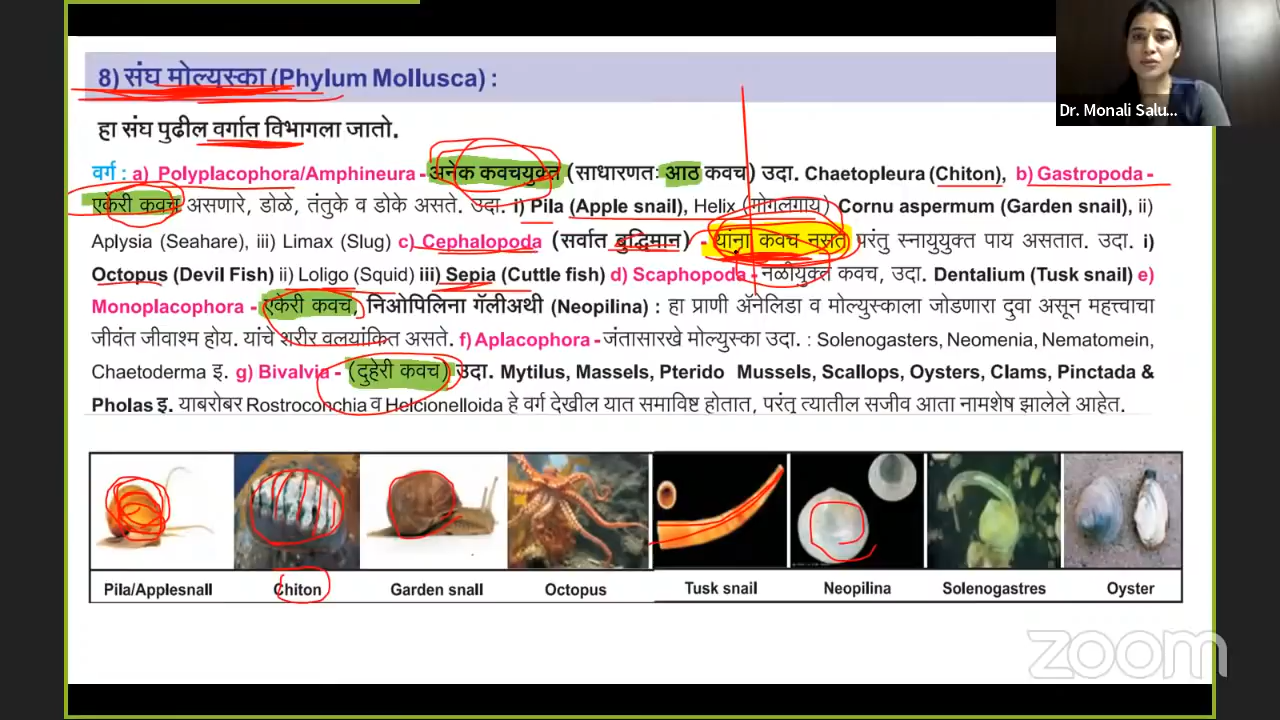 8) संघ मोल्यस्का (Phylum Mollusca) :
Dr. Monali Salu...
हा संघ पुढील वर्गात विभागला जातो.
वर्ग : a) Polyplacophora/Amphineura - अनेक कवचयुक्त (साधारणतः आठ कवच) उदा. Chaetopleura (Chiton), b) Gastropoda -
एकेरी कवच असणारे, डोळे, तंतुके व डोके असते. उदा. i) Pila (Apple snail), Helix (गोगलगाय) Cornu aspermum (Garden snail), ii)
Aplysia (Seahare), iii) Limax (Slug) c) Cephalopoda (सर्वात बुद्धिमान) - यांना कवच नसते परंतु स्नायुयुक्त पाय असतात. उदा. i)
Octopus (Devil Fish) ii) Loligo (Squid) iii) Sepia (Cuttle fish) d) Scaphopoda - नळीयुक्त कवच, उदा. Dentalium (Tusk snail) e)
Monoplacophora - एकेरी कवच, निओपिलिना गॅलीअथी (Neopilina) : हा प्राणी ॲनेलिडा व मोल्युस्काला जोडणारा दुवा असून महत्त्वाचा
जीवंत जीवाश्म होय. यांचे शरीर वलयांकित असते. f) Aplacophora - जंतासारखे मोल्युस्का उदा. : Solenogasters, Neomenia, Nematomein,
Chaetoderma इ. g) Bivalvia - (दुहेरी कवच) उदा. Mytilus, Massels, Pterido Mussels, Scallops, Oysters, Clams, Pinctada &
Pholas इ. याबरोबर Rostroconchia व Helcionelloida हे वर्ग देखील यात समाविष्ट होतात, परंतु त्यातील सजीव आता नामशेष झालेले आहेत.
Pila/Applesnall Chiton Garden snall Octopus Tusk snail Neopilina Solenogastres Oyster
zoom